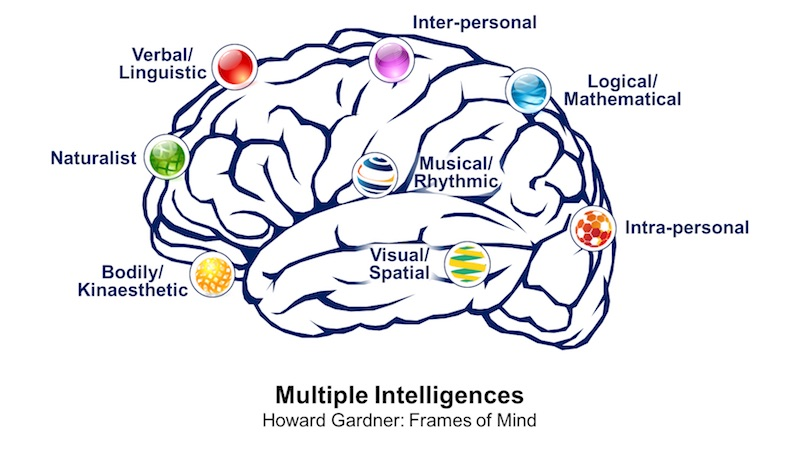 Inter-personal
Verbal/
Linguistic
Logical/
Mathematical
Naturalist
Musical/
Rhythmic
Intra-personal
Visual/
Spatial
Bodily/
Kinaesthetic
Multiple Intelligences
Howard Gardner: Frames of Mind